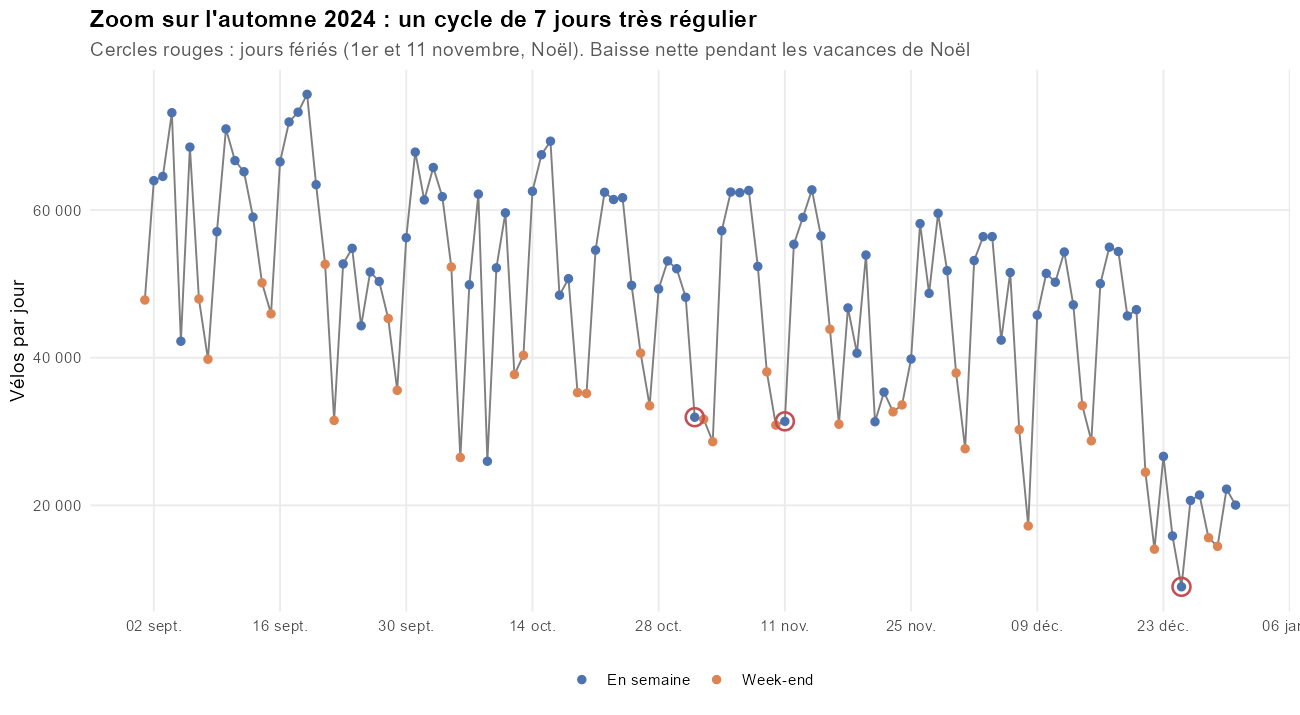 Zoom sur l'automne 2024 : un cycle de 7 jours très régulier
Cercles rouges : jours fériés (1er et 11 novembre, Noël). Baisse nette pendant les vacances de Noël
Vélos par jour
60 000
40 000
20 000
02 sept.
16 sept.
30 sept.
14 oct.
28 oct.
11 nov.
25 nov.
09 déc.
23 déc.
06 jan
En semaine
Week-end